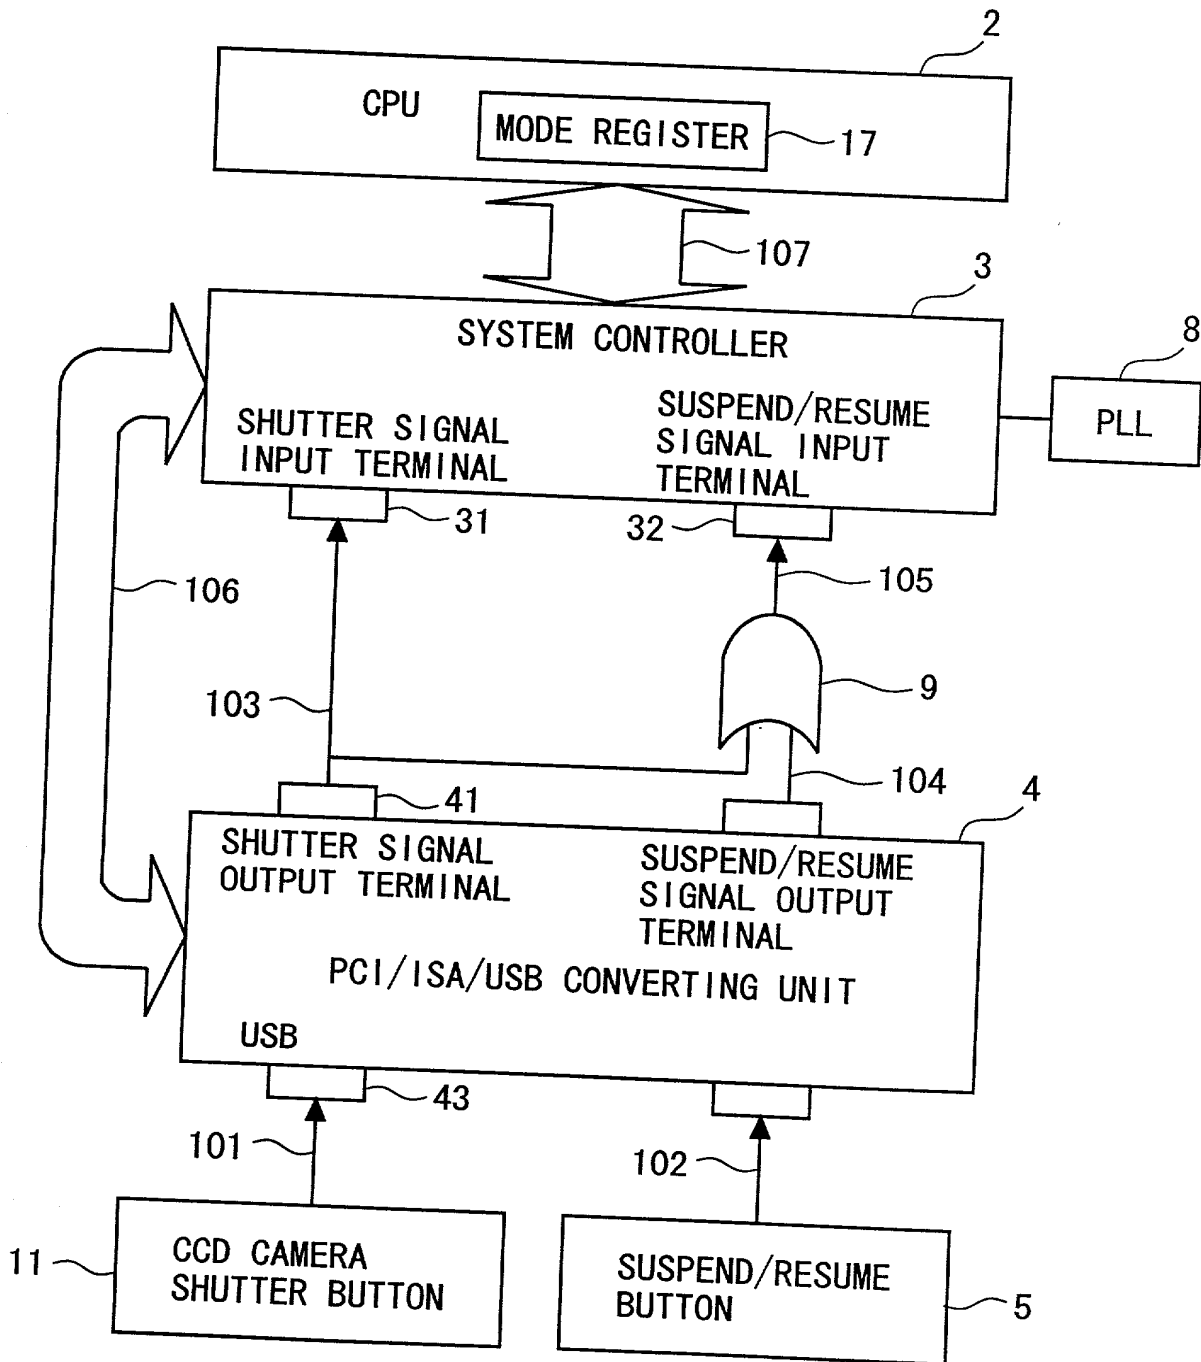 2
CPU
MODE REGISTER
17
107
3
SYSTEM CONTROLLER
8
PLL
SHUTTER SIGNAL
INPUT TERMINAL
SUSPEND/RESUME
SIGNAL INPUT
TERMINAL
31
32
106
105
103
9
104
41
4
SHUTTER SIGNAL
OUTPUT TERMINAL
SUSPEND/RESUME
SIGNAL OUTPUT
TERMINAL
PCI/ISA/USB CONVERTING UNIT
USB
43
101
102
11
CCD CAMERA
SHUTTER BUTTON
SUSPEND/RESUME
BUTTON
5